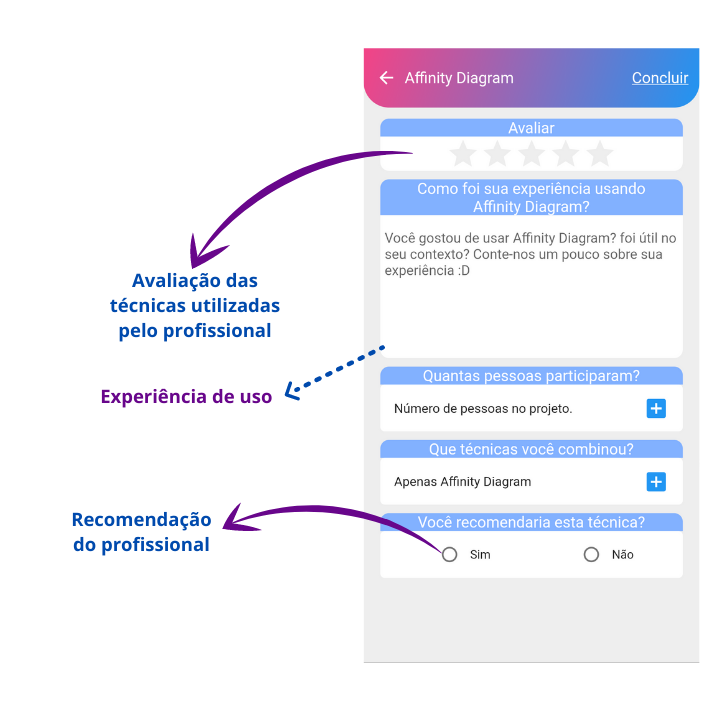 Affinity Diagram
Concluir
Avaliar
Como foi sua experiência usando
Affinity Diagram?
Você gostou de usar Affinity Diagram? foi útil no
seu contexto? Conte-nos um pouco sobre sua
experiência :D
Avaliação das
técnicas utilizadas
pelo profissional
Experiência de uso
Quantas pessoas participaram?
Número de pessoas no projeto.
Que técnicas você combinou?
Apenas Affinity Diagram
Recomendação
do profissional
Você recomendaria esta técnica?
Sim
Não